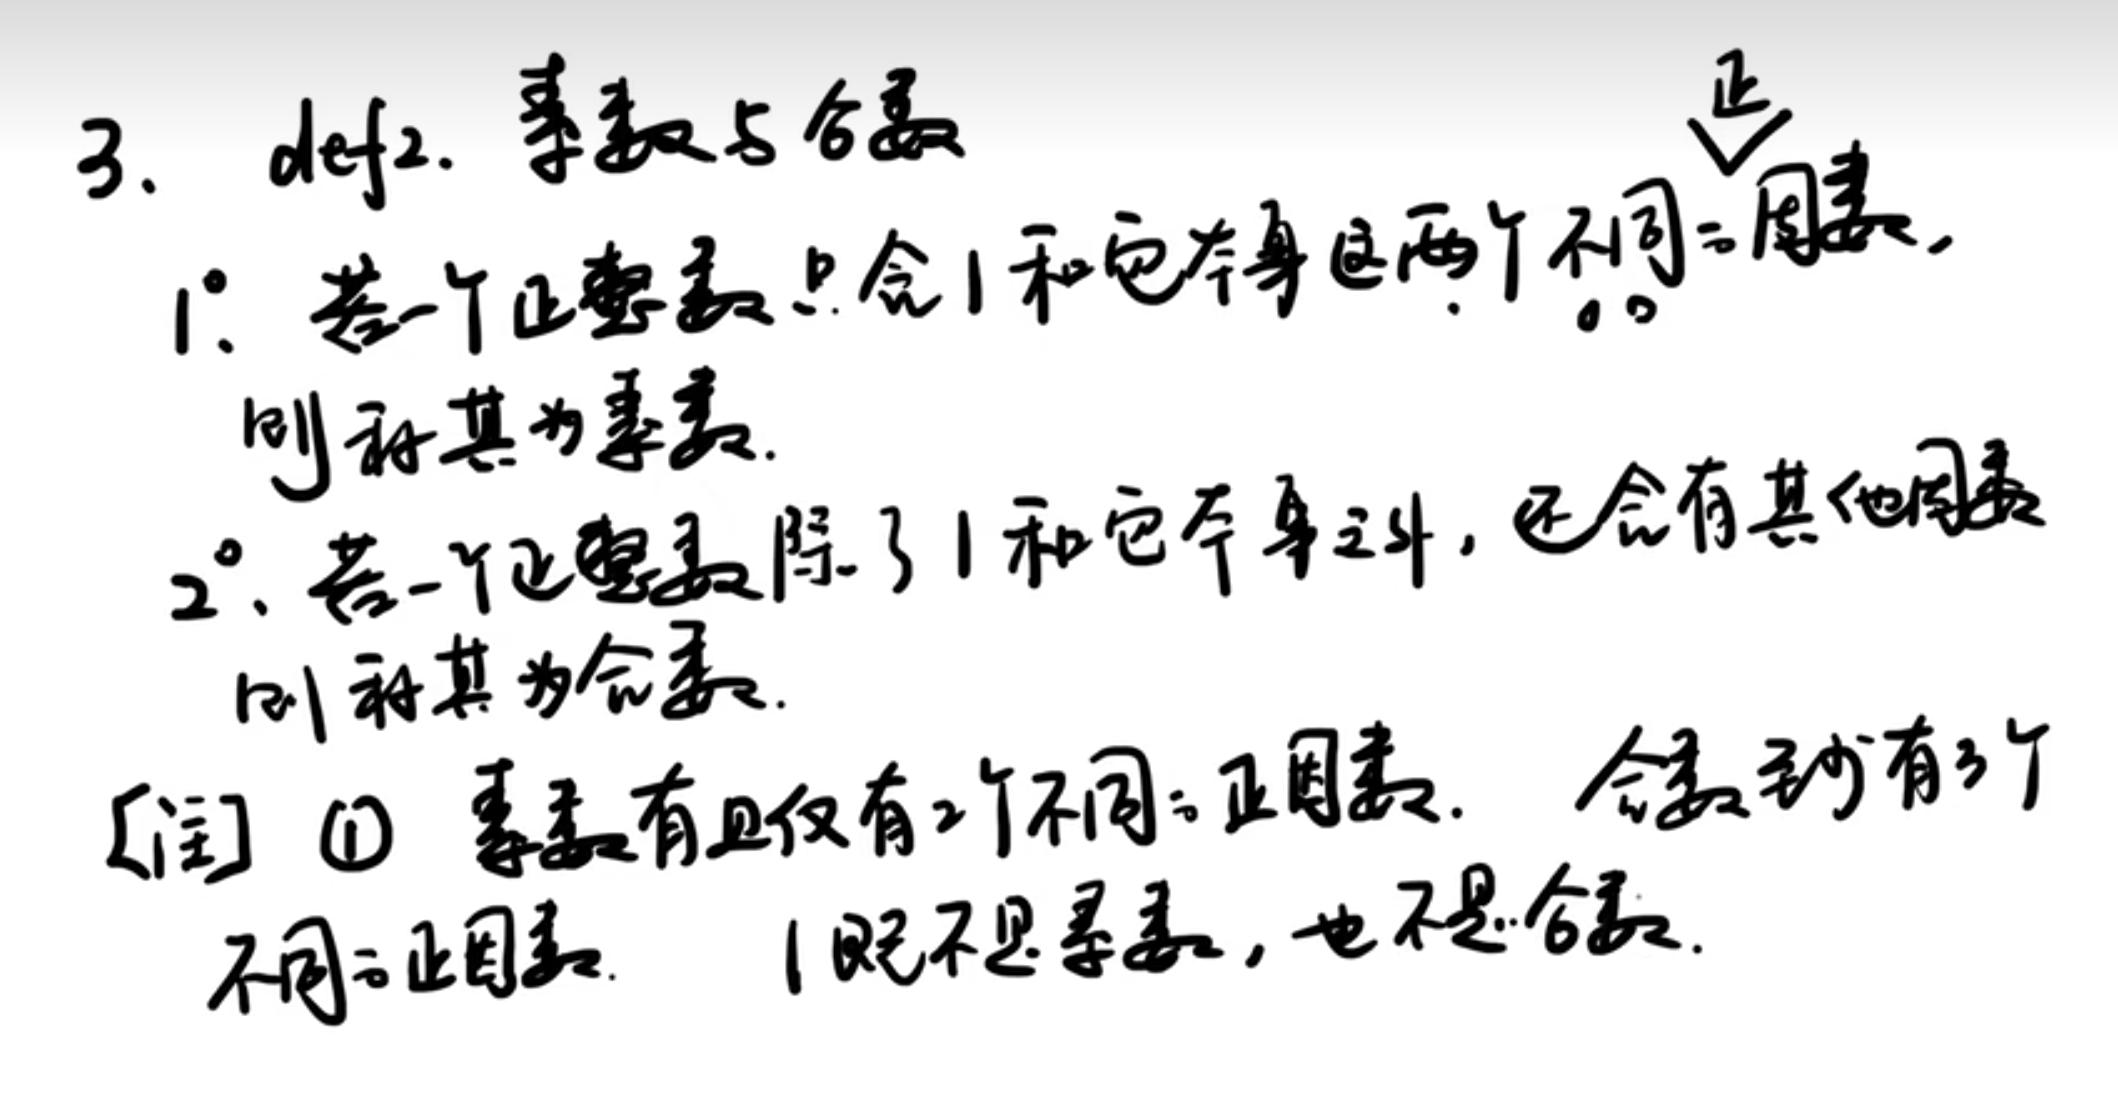 3. def2. 素数与合数
正
1°. 若一个正整数只含1和它本身这两个不同的因数,
则称其为素数.
2°. 若一个正整数除了1和它本身之外,还含有其他因数
则称其为合数.
[注] ① 素数有且仅有2个不同的正因数. 合数至少有3个
不同的正因数. 1既不是素数,也不是合数.